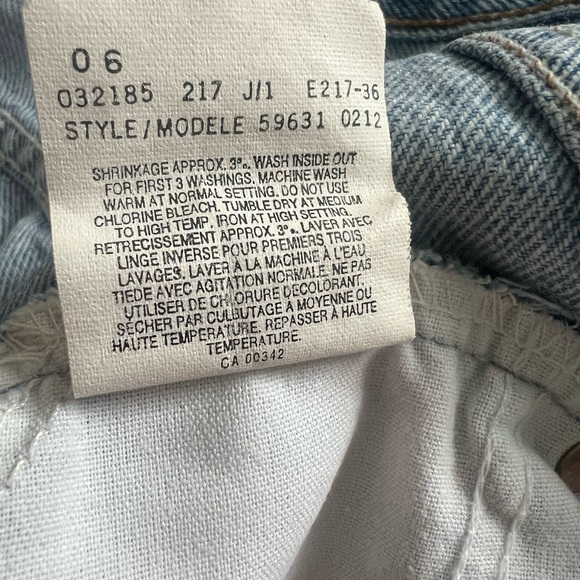 06
032185 217 J/1 E217-36
STYLE/MODELE 59631 0212
SHRINKAGE APPROX. 3%. WASH INSIDE OUT
FOR FIRST 3 WASHINGS. MACHINE WASH
WARM AT NORMAL SETTING. DO NOT USE
CHLORINE BLEACH. TUMBLE DRY AT MEDIUM
TO HIGH TEMP. IRON AT HIGH SETTING.
RETRECISSEMENT APPROX. 3%. LAVER AVEC
LINGE INVERSE POUR PREMIERS TROIS
LAVAGES. LAVER À LA MACHINE À L'EAU
TIEDE AVEC AGITATION NORMALE. NE PAS
UTILISER DE CHLORURE DECOLORANT.
SÉCHER PAR CULBUTAGE À MOYENNE OU
HAUTE TEMPÉRATURE. REPASSER À HAUTE
TEMPERATURE.
CA 00342